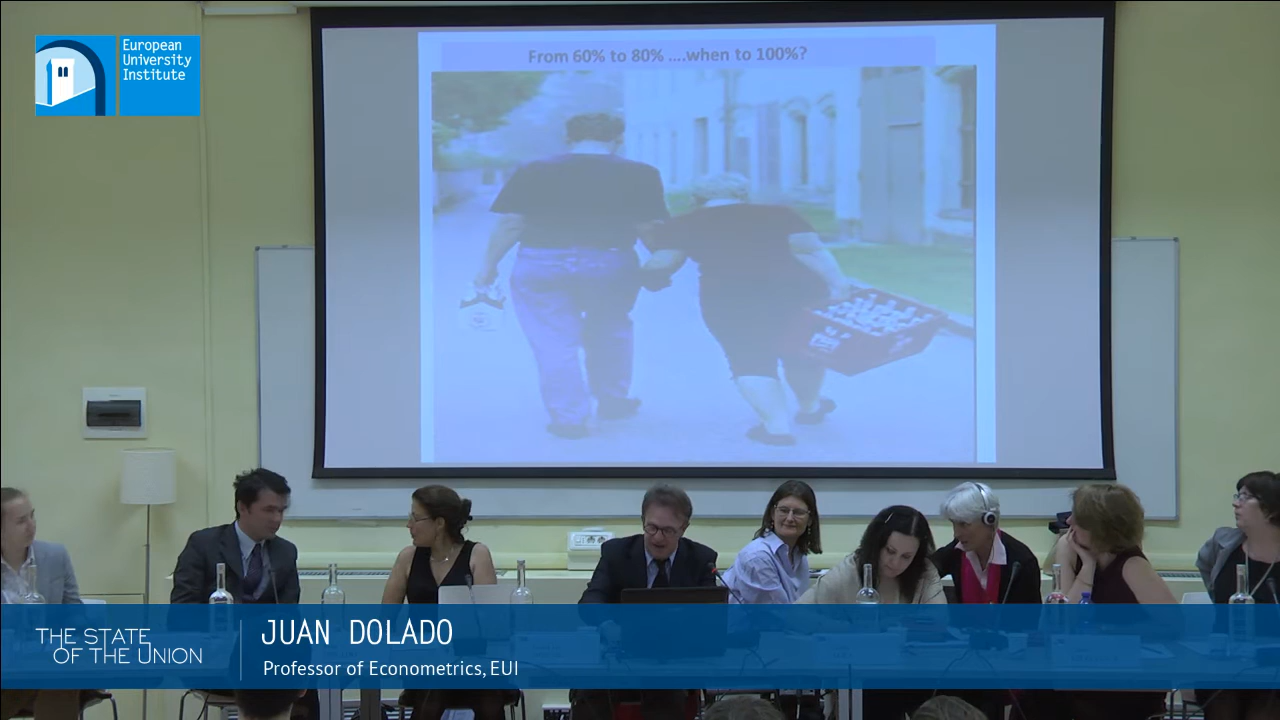 European
University
Institute
From 60% to 80% ....when to 100%?
THE STATE
OF THE UNION
JUAN DOLADO
Professor of Econometrics, EUI